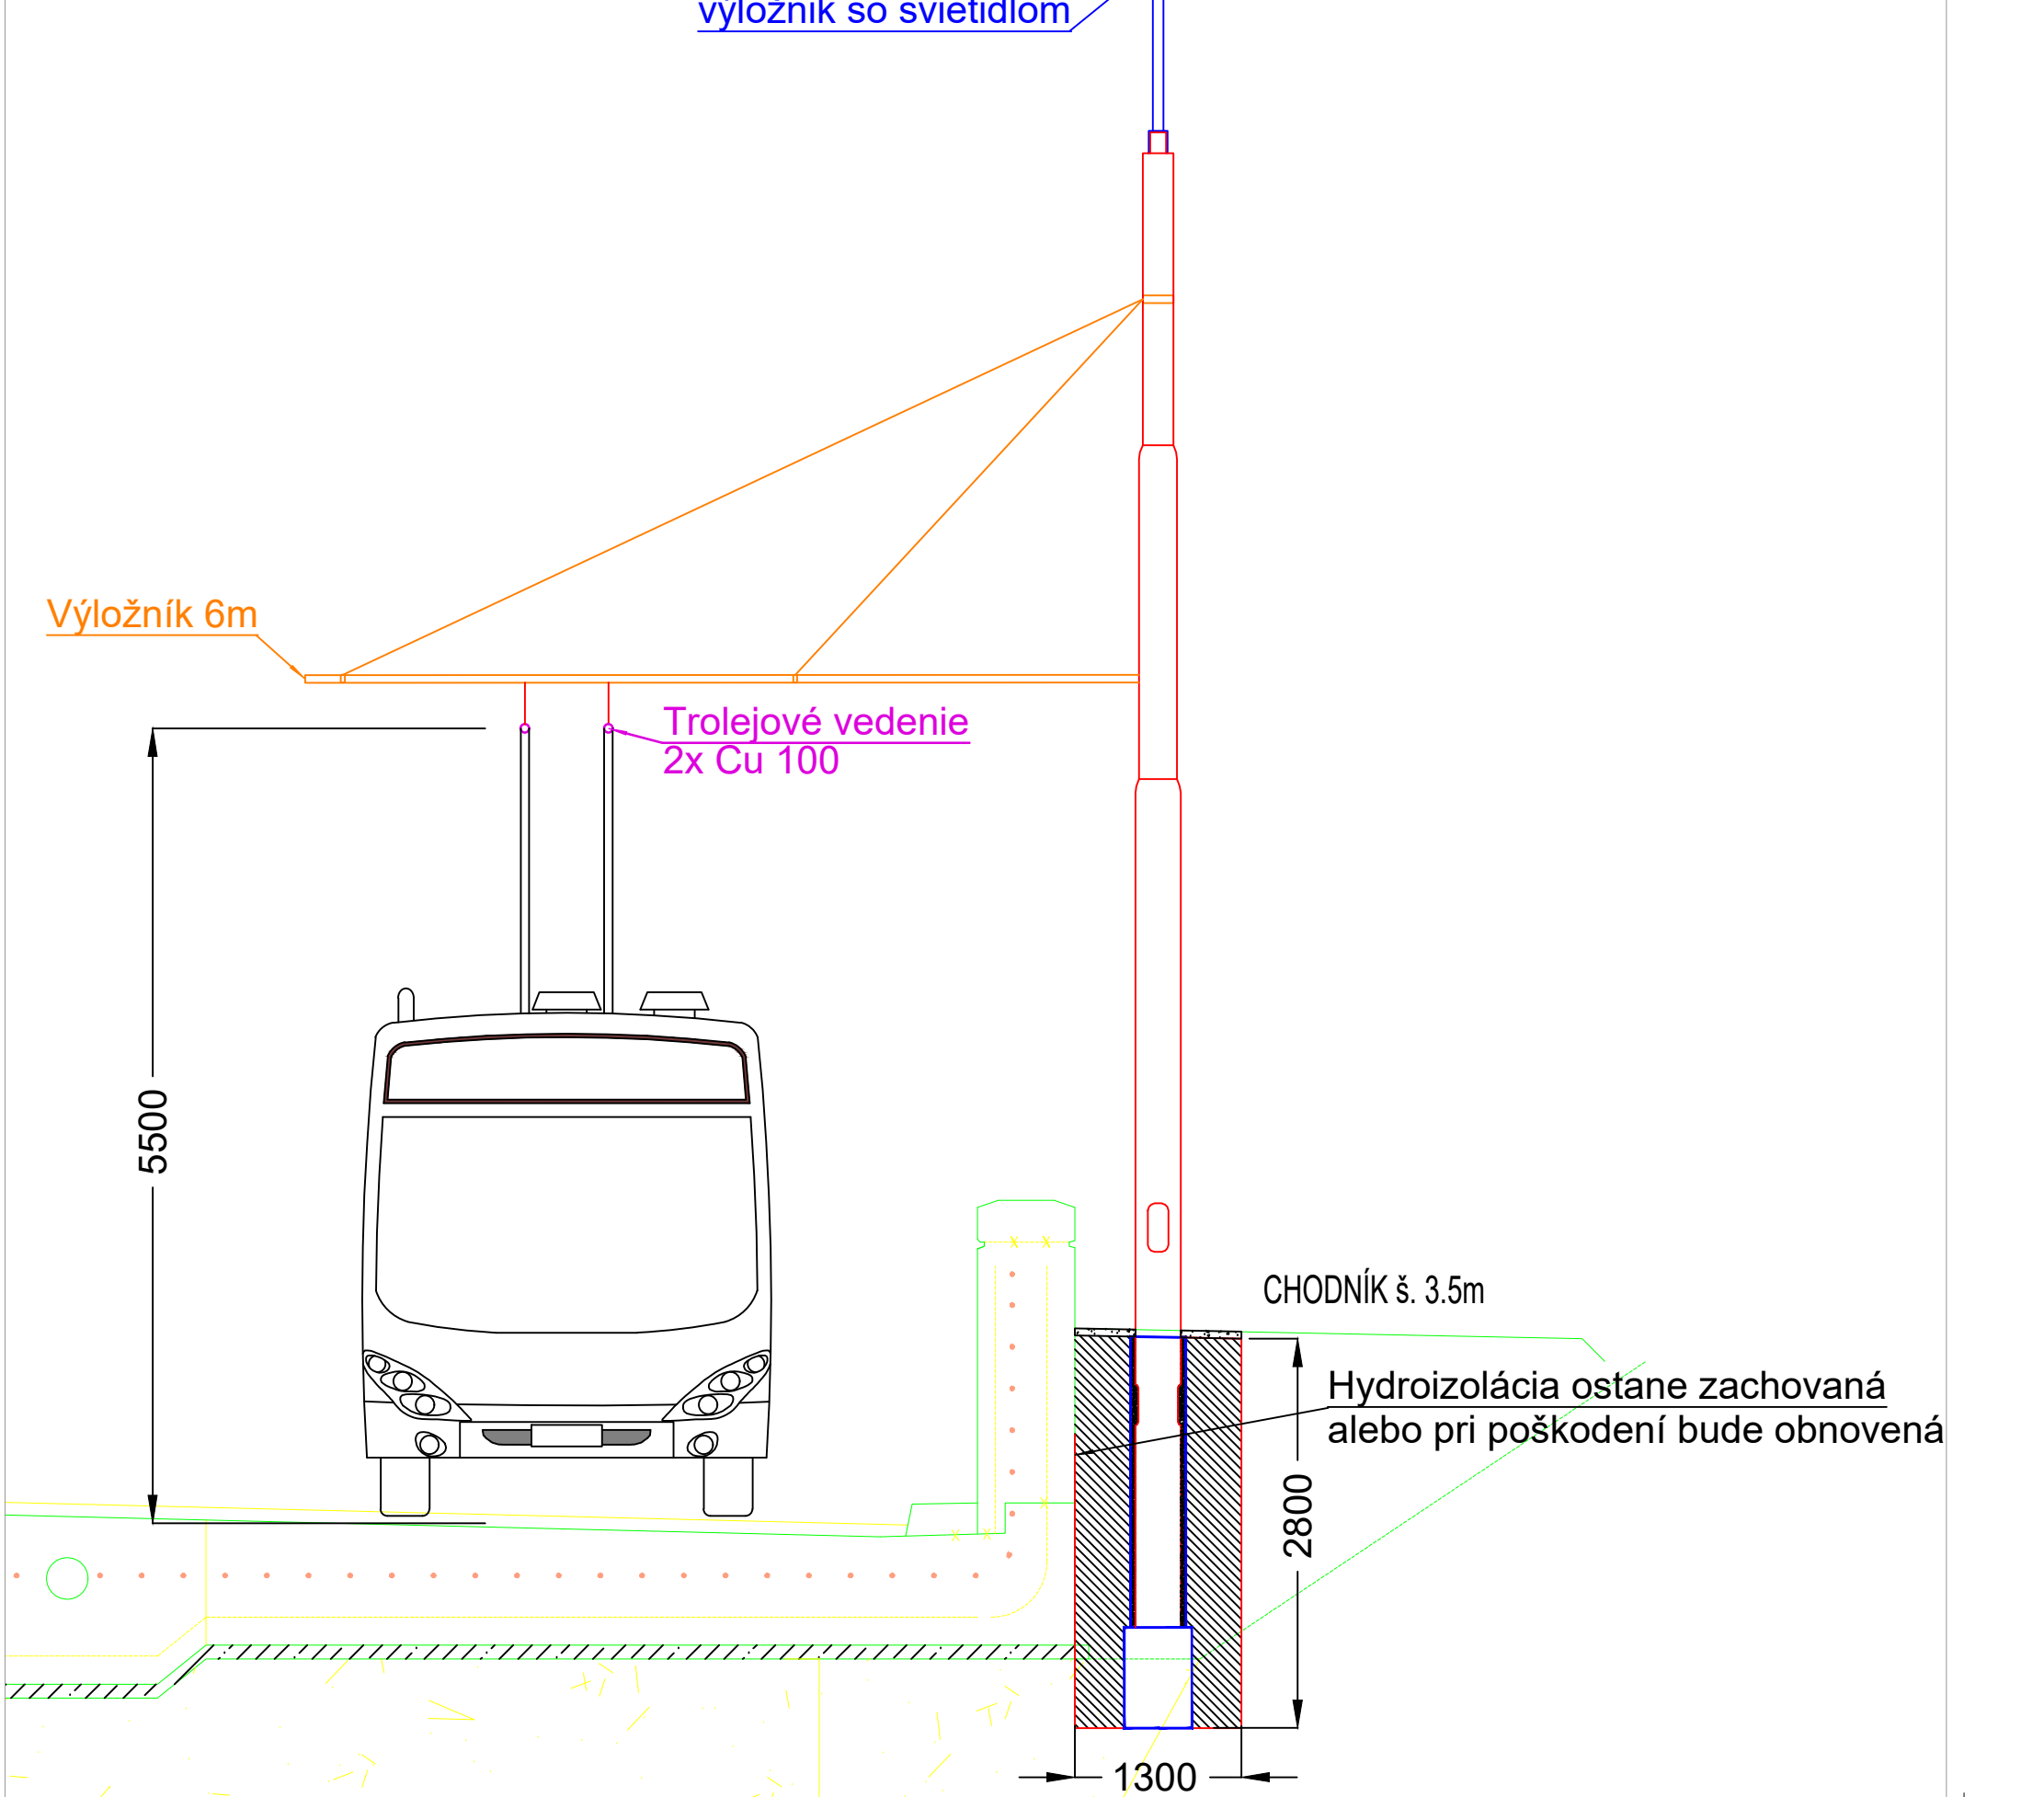 výložník so svietidlom
Výložník 6m
Trolejové vedenie
2x Cu 100
5500
CHODNÍK š. 3.5m
Hydroizolácia ostane zachovaná
alebo pri poškodení bude obnovená
2800
1300